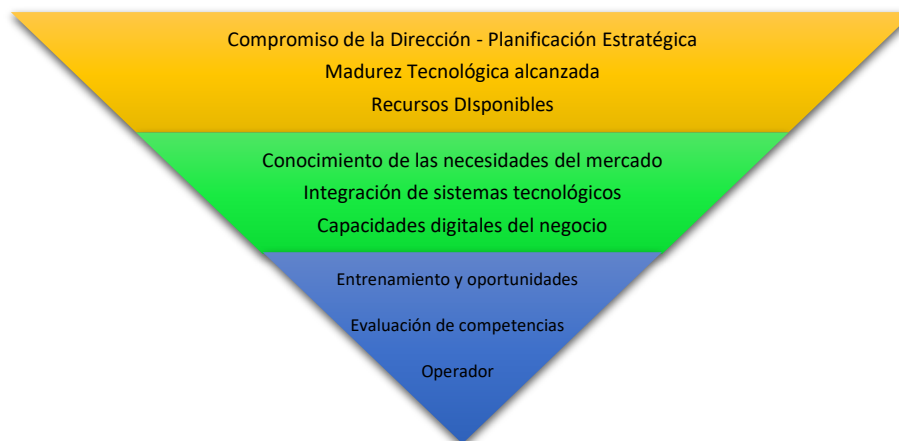 Compromiso de la Dirección - Planificación Estratégica
Madurez Tecnológica alcanzada
Recursos DIsponibles
Conocimiento de las necesidades del mercado
Integración de sistemas tecnológicos
Capacidades digitales del negocio
Entrenamiento y oportunidades
Evaluación de competencias
Operador